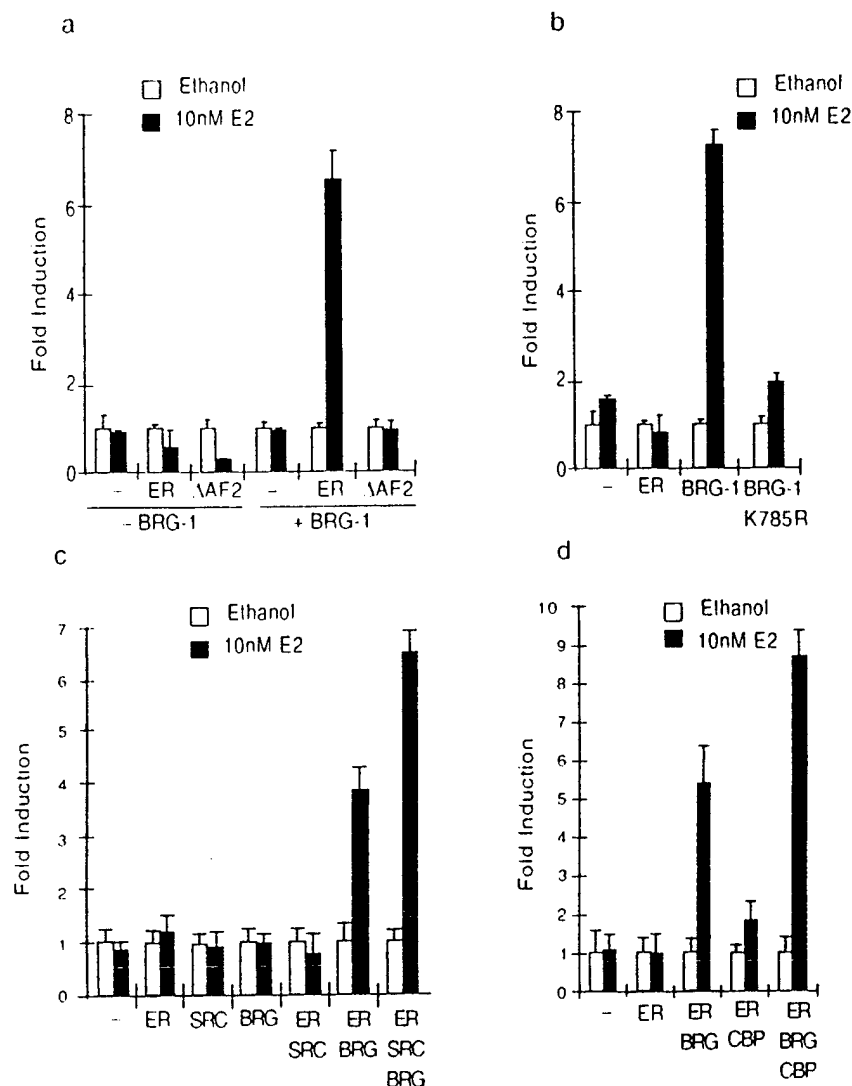 a
Ethanol
10nM E2
Fold Induction
8
6
4
2
0
- ER ΛAF2 - ER ΛAF2
- BRG-1 + BRG-1
b
Ethanol
10nM E2
Fold Induction
8
6
4
2
0
- ER BRG-1 BRG-1
K785R
c
Ethanol
10nM E2
Fold Induction
7
6
5
4
3
2
1
0
- ER SRC BRG ER ER ER
SRC BRG SRC
BRG
d
Ethanol
10nM E2
Fold Induction
10
9
8
7
6
5
4
3
2
1
0
- ER ER ER ER
BRG CBP BRG
CBP